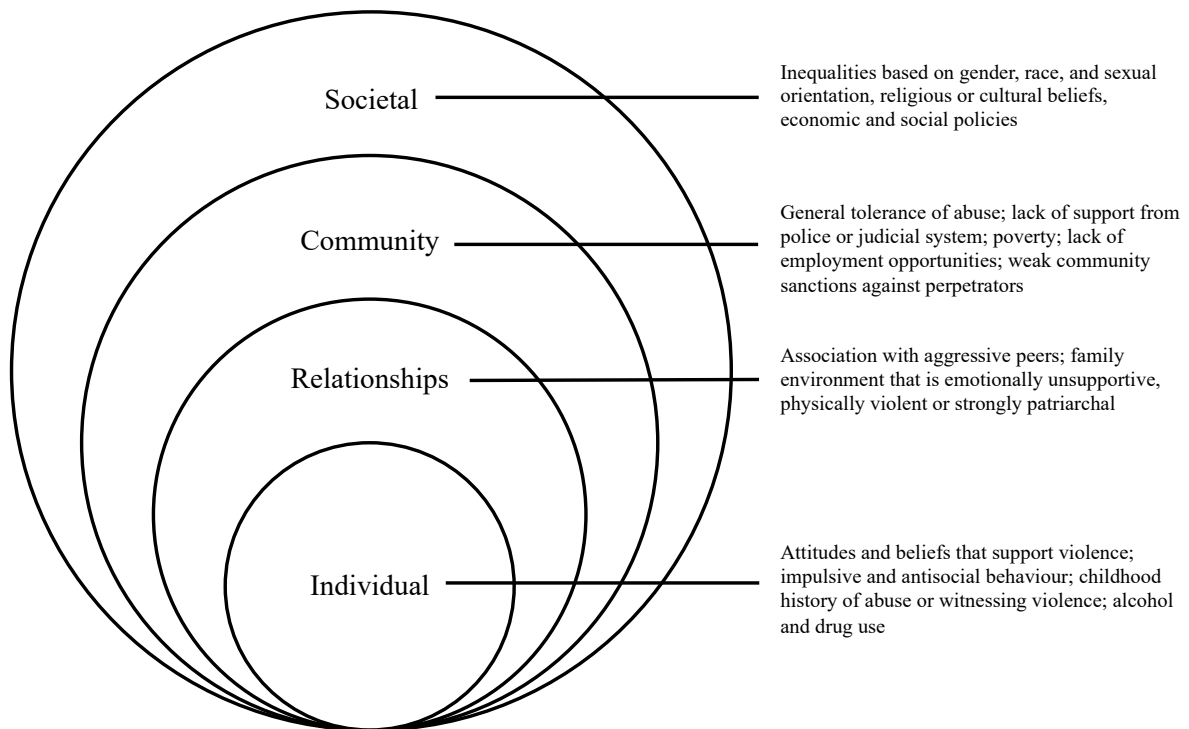 Societal
Inequalities based on gender, race, and sexual
orientation, religious or cultural beliefs,
economic and social policies
Community
General tolerance of abuse; lack of support from
police or judicial system; poverty; lack of
employment opportunities; weak community
sanctions against perpetrators
Relationships
Association with aggressive peers; family
environment that is emotionally unsupportive,
physically violent or strongly patriarchal
Individual
Attitudes and beliefs that support violence;
impulsive and antisocial behaviour; childhood
history of abuse or witnessing violence; alcohol
and drug use